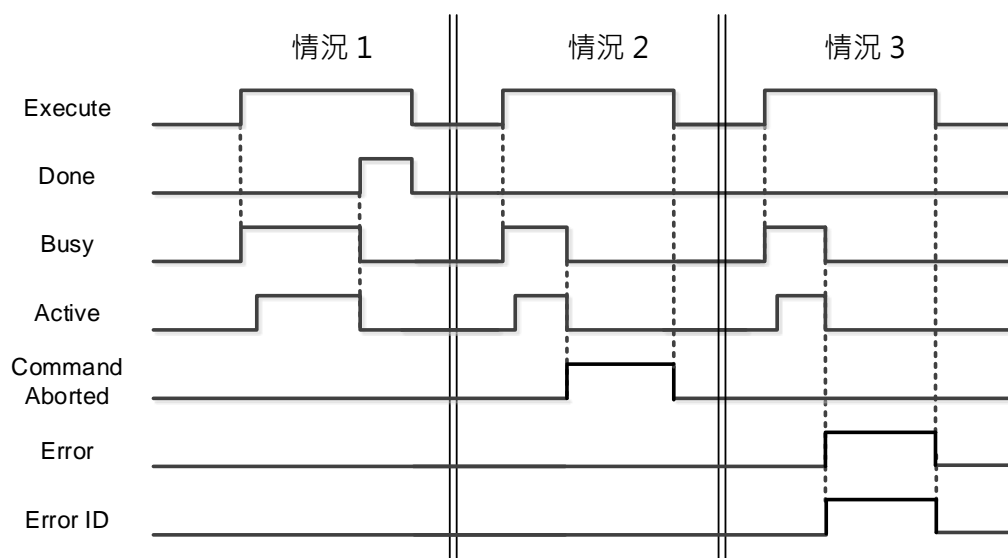 情況 1
情況 2
情況 3
Execute
Done
Busy
Active
Command
Aborted
Error
Error ID